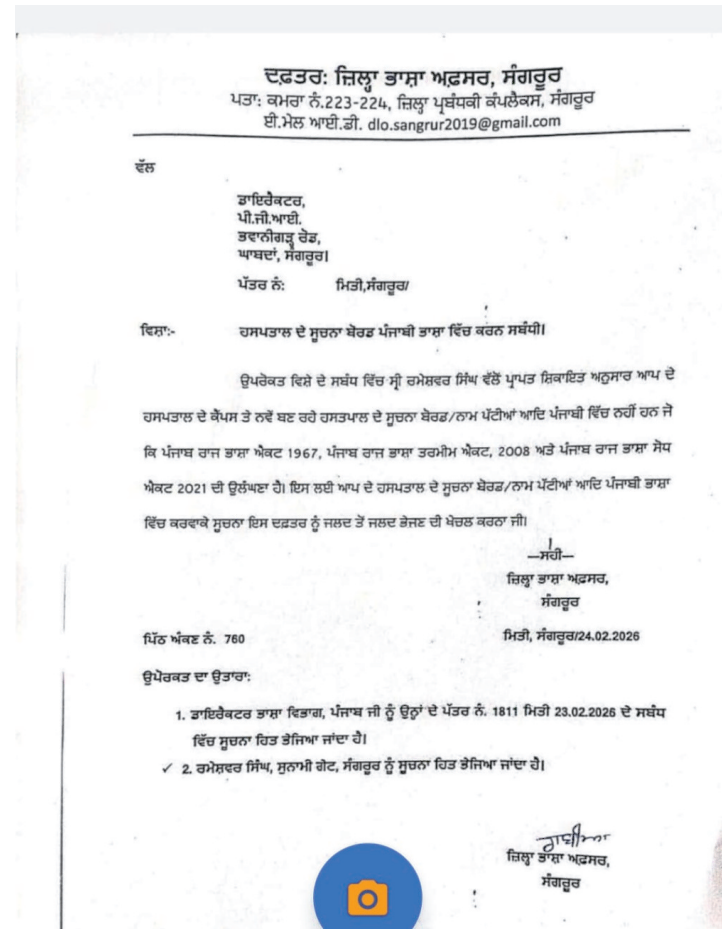 ਦਫ਼ਤਰ: ਜ਼ਿਲ੍ਹਾ ਭਾਸ਼ਾ ਅਫ਼ਸਰ, ਸੰਗਰੂਰ
ਪਤਾ: ਕਮਰਾ ਨੰ.223-224, ਜ਼ਿਲ੍ਹਾ ਪ੍ਰਬੰਧਕੀ ਕੰਪਲੈਕਸ, ਸੰਗਰੂਰ
ਈ.ਮੇਲ ਆਈ.ਡੀ. dlo.sangrur2019@gmail.com
ਵੱਲ
ਡਾਇਰੈਕਟਰ,
ਪੀ.ਜੀ.ਆਈ.
ਭਵਾਨੀਗੜ੍ਹ ਰੋਡ,
ਘਾਬਦਾਂ, ਸੰਗਰੂਰ।
ਪੱਤਰ ਨੰ: ਮਿਤੀ,ਸੰਗਰੂਰ/
ਵਿਸ਼ਾ:- ਹਸਪਤਾਲ ਦੇ ਸੂਚਨਾ ਬੋਰਡ ਪੰਜਾਬੀ ਭਾਸ਼ਾ ਵਿੱਚ ਕਰਨ ਸਬੰਧੀ।
ਉਪਰੋਕਤ ਵਿਸ਼ੇ ਦੇ ਸਬੰਧ ਵਿੱਚ ਸ੍ਰੀ ਰਮੇਸ਼ਵਰ ਸਿੰਘ ਵੱਲੋਂ ਪ੍ਰਾਪਤ ਸ਼ਿਕਾਇਤ ਅਨੁਸਾਰ ਆਪ ਦੇ
ਹਸਪਤਾਲ ਦੇ ਕੈਂਪਸ ਤੇ ਨਵੇਂ ਬਣ ਰਹੇ ਹਸਤਪਾਲ ਦੇ ਸੂਚਨਾ ਬੋਰਡ/ਨਾਮ ਪੱਟੀਆਂ ਆਦਿ ਪੰਜਾਬੀ ਵਿੱਚ ਨਹੀਂ ਹਨ ਜੋ
ਕਿ ਪੰਜਾਬ ਰਾਜ ਭਾਸ਼ਾ ਐਕਟ 1967, ਪੰਜਾਬ ਰਾਜ ਭਾਸ਼ਾ ਤਰਮੀਮ ਐਕਟ, 2008 ਅਤੇ ਪੰਜਾਬ ਰਾਜ ਭਾਸ਼ਾ ਸੋਧ
ਐਕਟ 2021 ਦੀ ਉਲੰਘਣਾ ਹੈ। ਇਸ ਲਈ ਆਪ ਦੇ ਹਸਪਤਾਲ ਦੇ ਸੂਚਨਾ ਬੋਰਡ/ਨਾਮ ਪੱਟੀਆਂ ਆਦਿ ਪੰਜਾਬੀ ਭਾਸ਼ਾ
ਵਿੱਚ ਕਰਵਾਕੇ ਸੂਚਨਾ ਇਸ ਦਫ਼ਤਰ ਨੂੰ ਜਲਦ ਤੋਂ ਜਲਦ ਭੇਜਣ ਦੀ ਖੇਚਲ ਕਰਨਾ ਜੀ।
—ਸਹੀ—
ਜ਼ਿਲ੍ਹਾ ਭਾਸ਼ਾ ਅਫ਼ਸਰ,
ਸੰਗਰੂਰ
ਪਿੱਠ ਅੰਕਣ ਨੰ. 760 ਮਿਤੀ, ਸੰਗਰੂਰ/24.02.2026
ਉਪੋਰਕਤ ਦਾ ਉਤਾਰਾ:
1. ਡਾਇਰੈਕਟਰ ਭਾਸ਼ਾ ਵਿਭਾਗ, ਪੰਜਾਬ ਜੀ ਨੂੰ ਉਨ੍ਹਾਂ ਦੇ ਪੱਤਰ ਨੰ. 1811 ਮਿਤੀ 23.02.2026 ਦੇ ਸਬੰਧ
ਵਿੱਚ ਸੂਚਨਾ ਹਿਤ ਭੇਜਿਆ ਜਾਂਦਾ ਹੈ।
✓ 2. ਰਮੇਸ਼ਵਰ ਸਿੰਘ, ਸੁਨਾਮੀ ਗੇਟ, ਸੰਗਰੂਰ ਨੂੰ ਸੂਚਨਾ ਹਿਤ ਭੇਜਿਆ ਜਾਂਦਾ ਹੈ।
ਜ਼ਿਲ੍ਹਾ ਭਾਸ਼ਾ ਅਫ਼ਸਰ,
ਸੰਗਰੂਰ